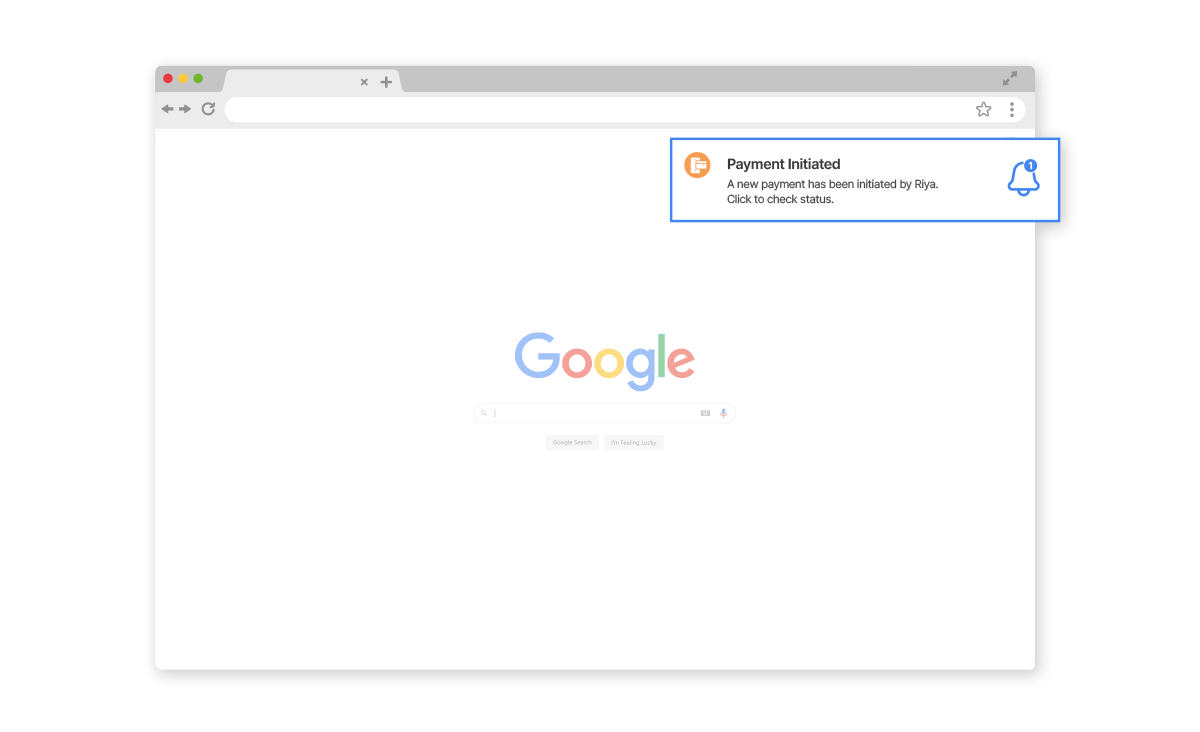 Payment Initiated
1
A new payment has been initiated by Riya.
Click to check status.
Google
Google Search
I'm Feeling Lucky